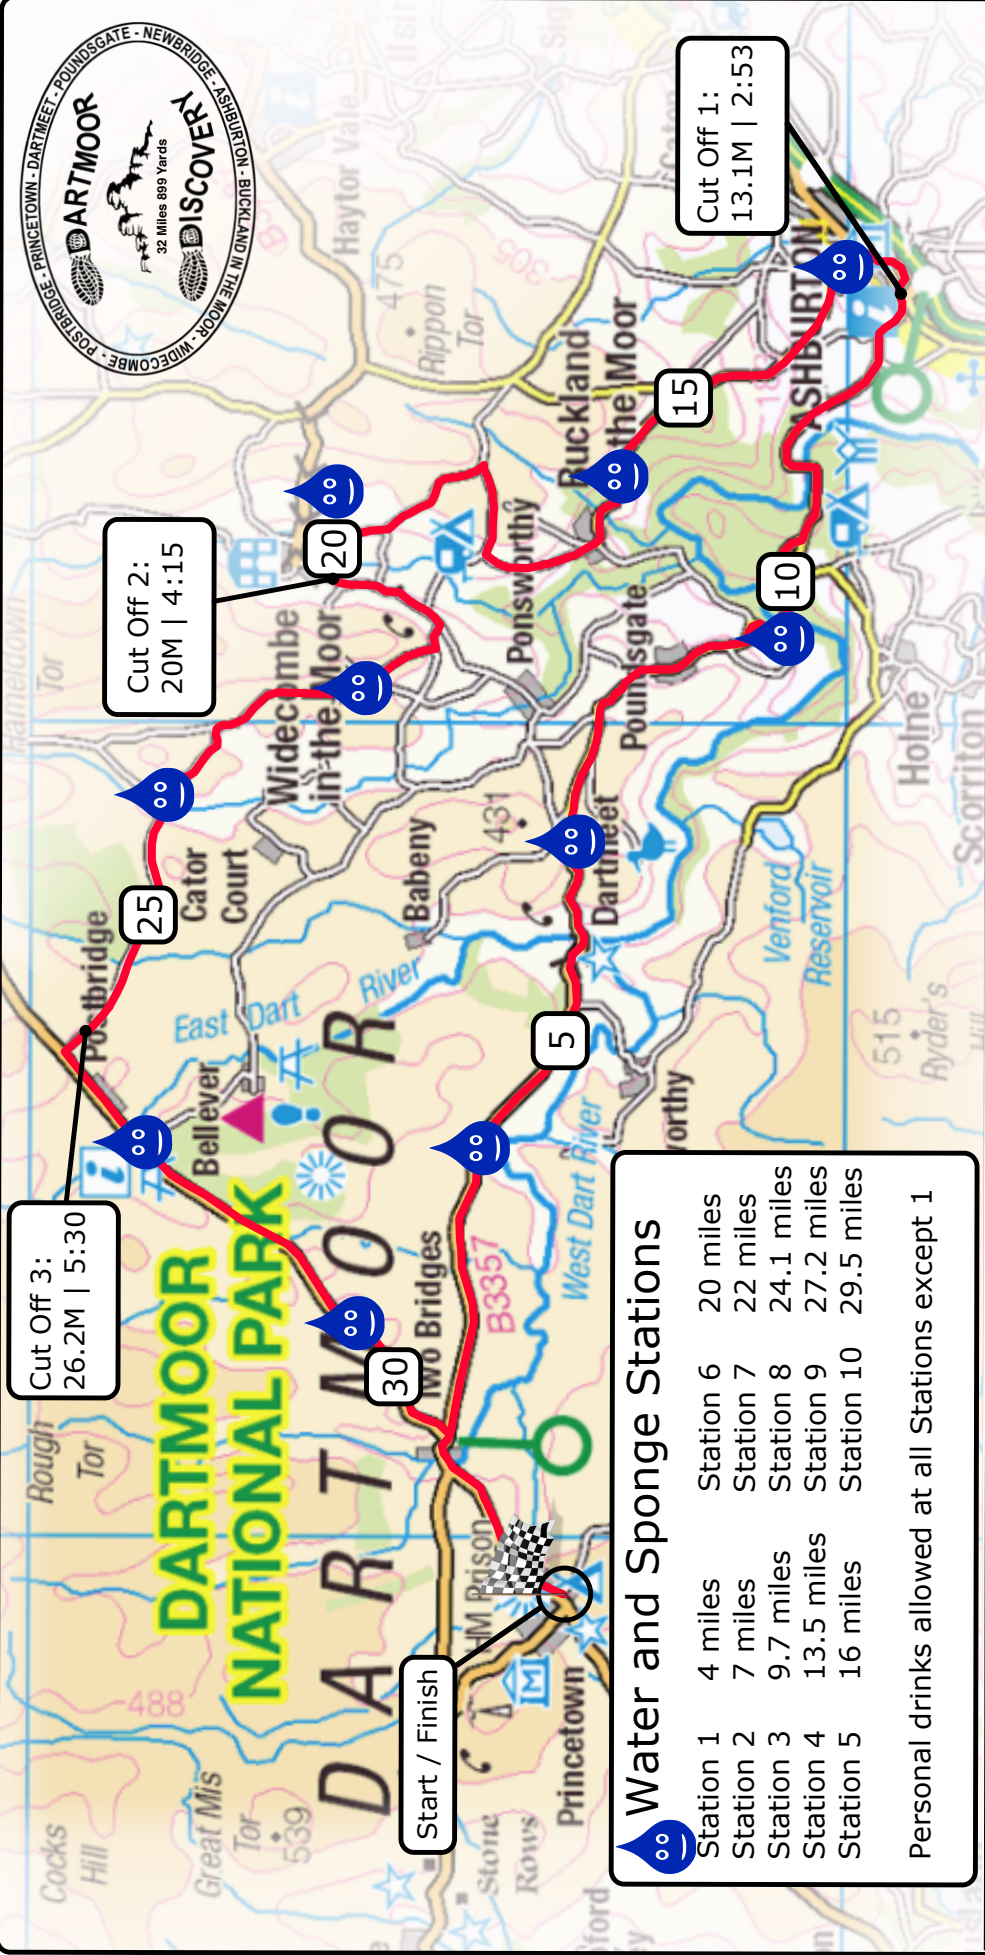 POSTBRIDGE - PRINCETOWN - DARTMEET - POUNDSGATE - NEWBRIDGE - ASHBURTON - BUCKLAND IN THE MOOR - WIDECOMBE -
DARTMOOR
32 Miles 899 Yards
DISCOVERY
Cut Off 3:
26.2M | 5:30
Cut Off 2:
20M | 4:15
Cut Off 1:
13.1M | 2:53
Start / Finish
DARTMOOR
NATIONAL PARK
DARTMOOR
Cocks
Hill
Great Mis
Tor
539
488
Rough
Tor
Stone
Rows
Princetown
HM Prison
Two Bridges
B3357
West Dart River
Bellever
Postbridge
East Dart
River
Cator
Court
Babeny
431
Dartmeet
Hameldown
Tor
Widecombe
in-the-Moor
Ponsworthy
Poundsgate
Buckland
in the Moor
Rippon
Tor
475
Haytor Vale
305
ASHBURTON
Holne
Scorriton
Venford
Reservoir
515
Ryder's
Hill
worthy
5
10
15
20
25
30
Water and Sponge Stations
Station 1 4 miles Station 6 20 miles
Station 2 7 miles Station 7 22 miles
Station 3 9.7 miles Station 8 24.1 miles
Station 4 13.5 miles Station 9 27.2 miles
Station 5 16 miles Station 10 29.5 miles
Personal drinks allowed at all Stations except 1